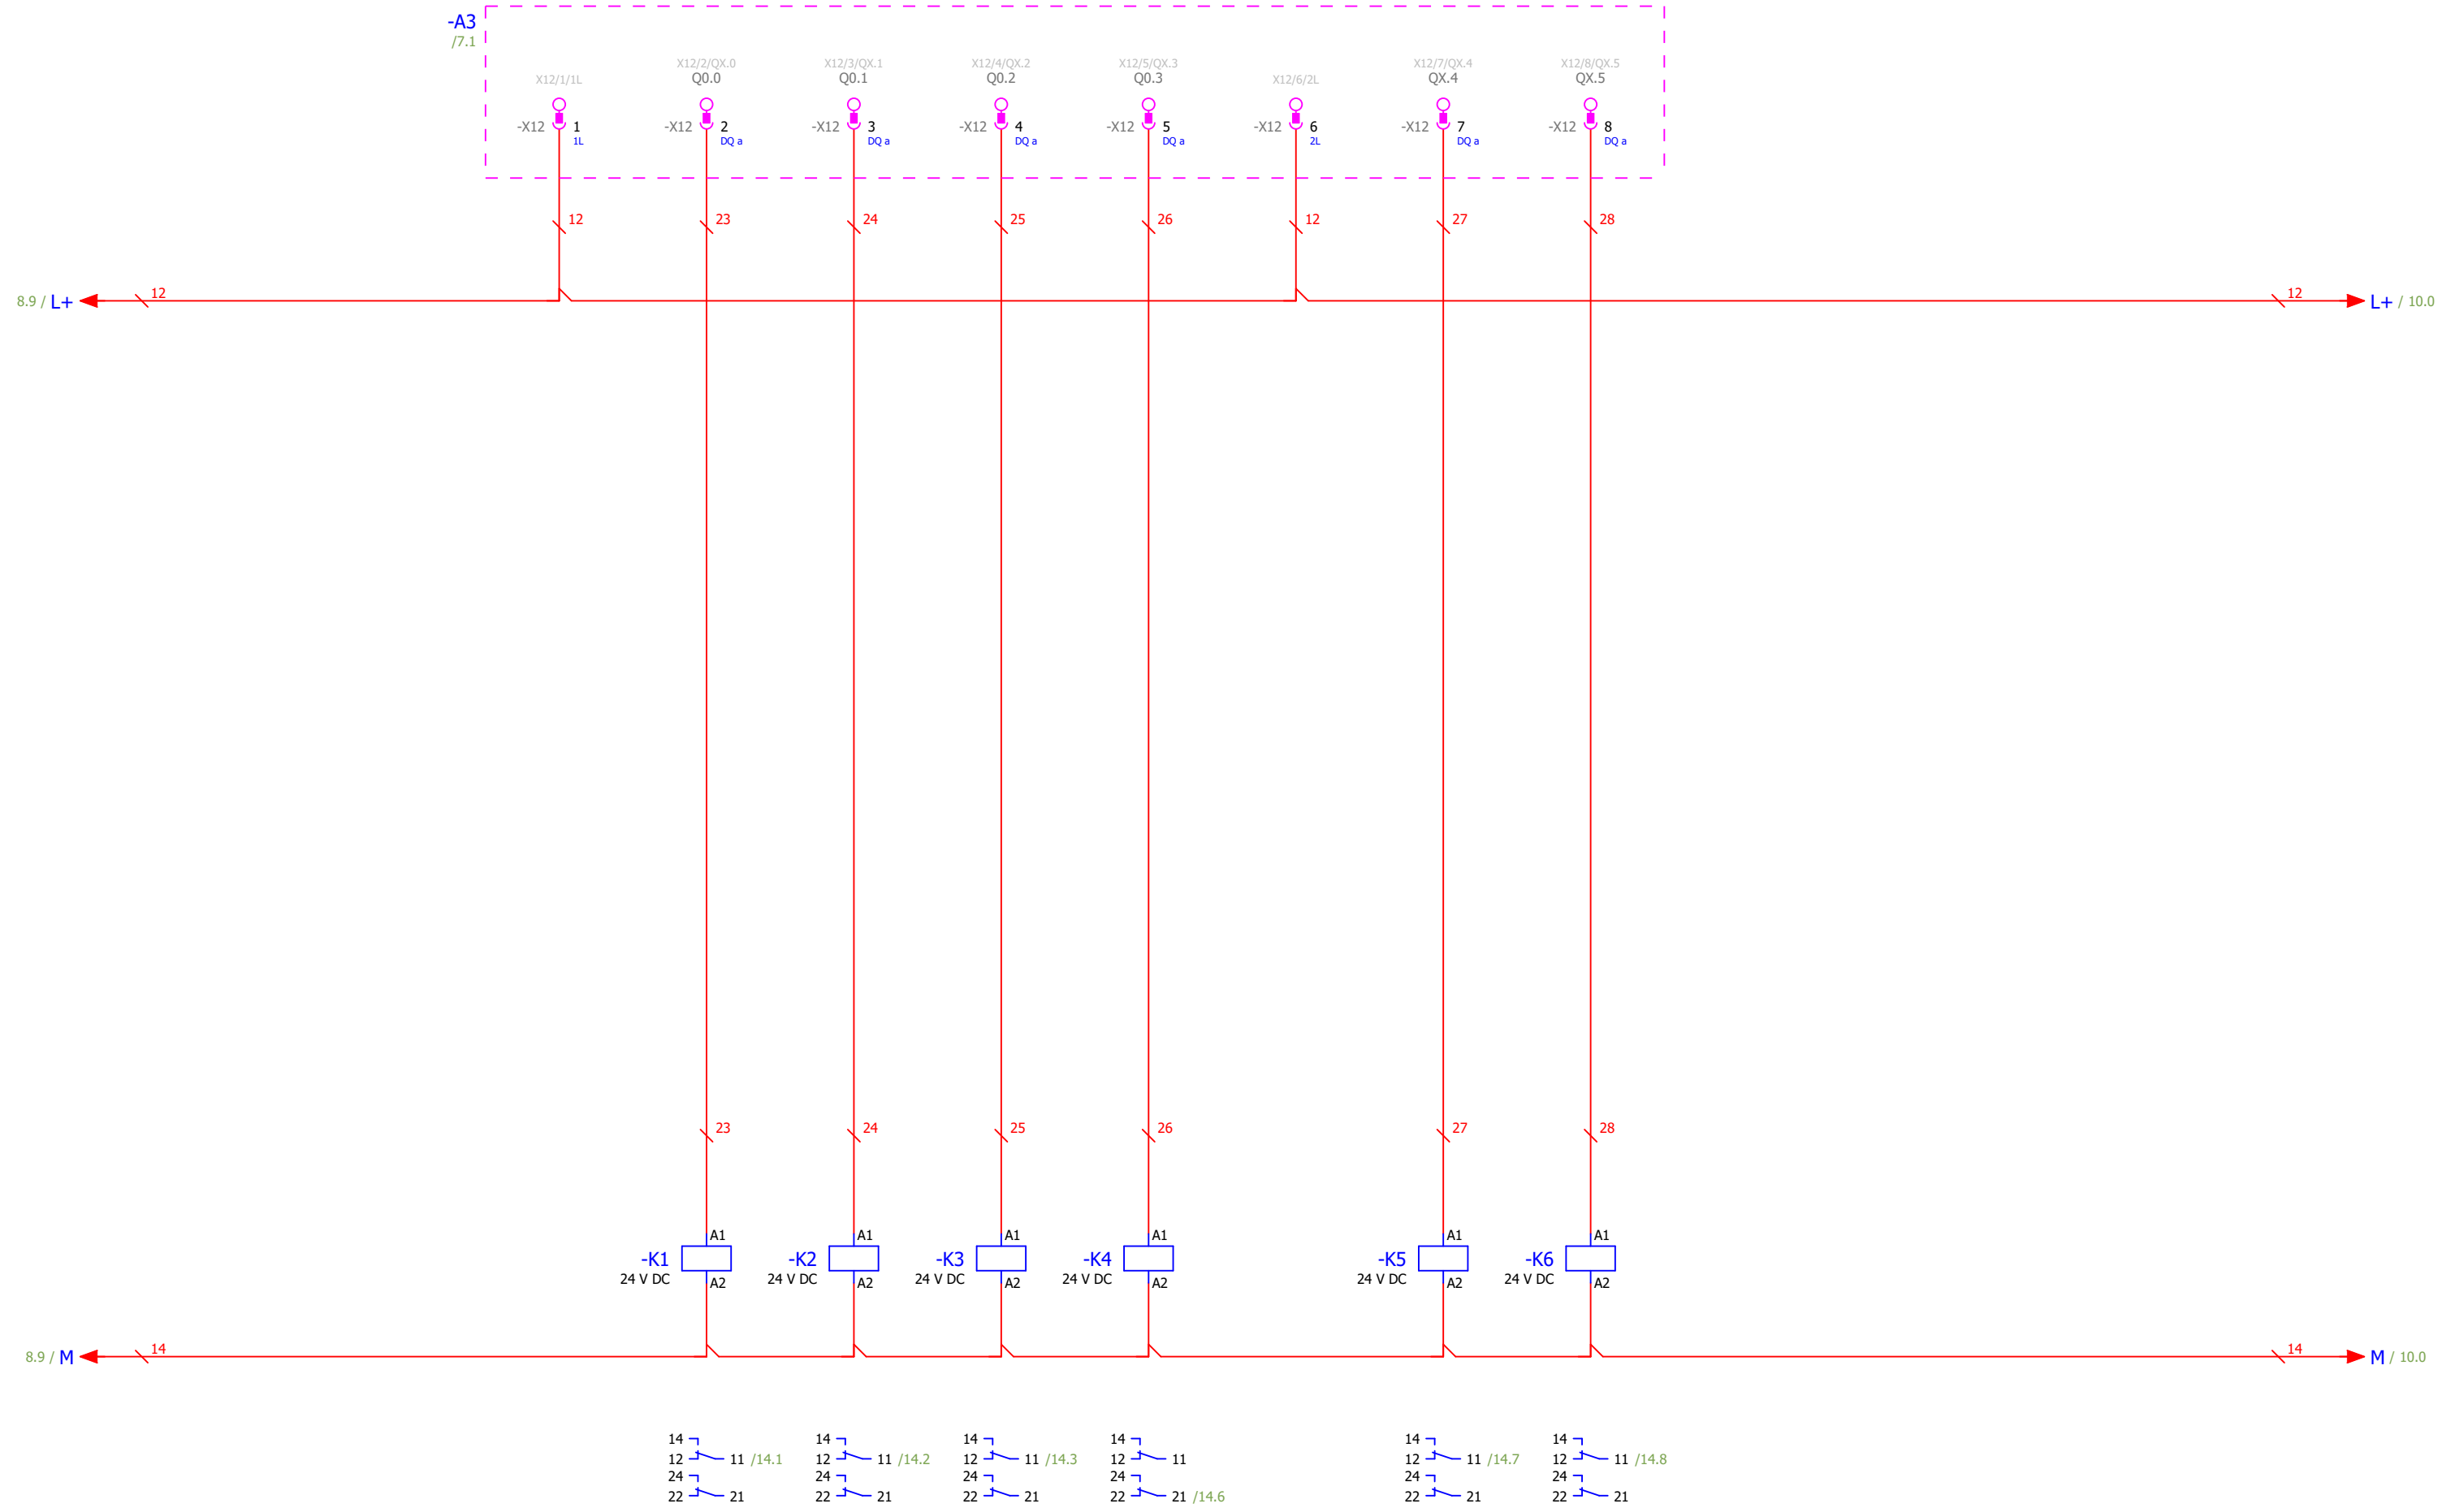 -A3
/7.1
X12/1/1L X12/2/QX.0 X12/3/QX.1 X12/4/QX.2 X12/5/QX.3 X12/6/2L X12/7/QX.4 X12/8/QX.5
Q0.0 Q0.1 Q0.2 Q0.3 QX.4 QX.5
-X12 1 -X12 2 -X12 3 -X12 4 -X12 5 -X12 6 -X12 7 -X12 8
1L DQ a DQ a DQ a DQ a 2L DQ a DQ a
12 23 24 25 26 12 27 28
8.9 / L+ 12 12 L+ / 10.0
23 24 25 26 27 28
A1 A1 A1 A1 A1 A1
-K1 -K2 -K3 -K4 -K5 -K6
24 V DC 24 V DC 24 V DC 24 V DC 24 V DC 24 V DC
A2 A2 A2 A2 A2 A2
8.9 / M 14 14 M / 10.0
14 14 14 14 14 14
12 11 /14.1 12 11 /14.2 12 11 /14.3 12 11 12 11 /14.7 12 11 /14.8
24 24 24 24 24 24
22 21 22 21 22 21 22 21 /14.6 22 21 22 21